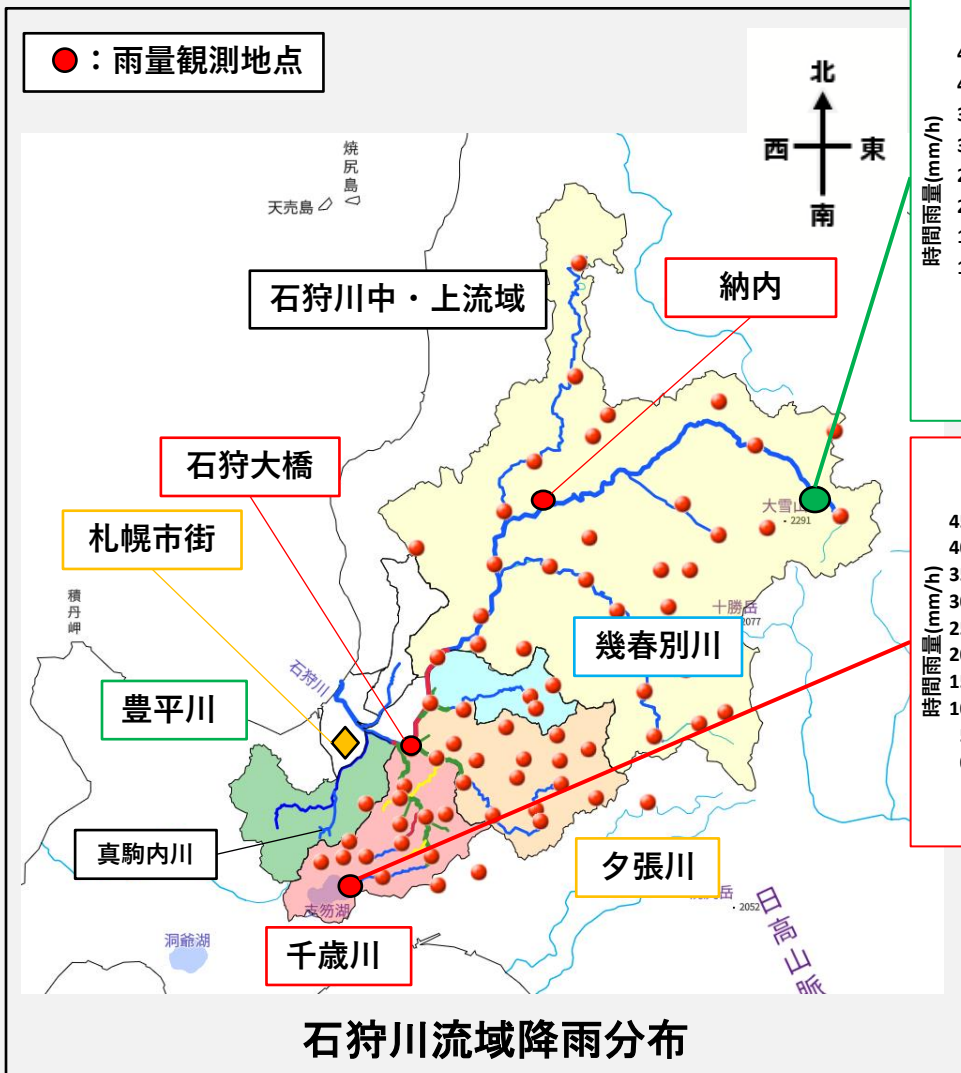 ●：雨量観測地点
北
西
東
南
焼尻島
天売島
石狩川中・上流域
納内
石狩大橋
札幌市街
大雪山
・2291
積丹岬
石狩川
十勝岳
2077
幾春別川
豊平川
真駒内川
夕張川
・2052
日高山脈
支笏湖
洞爺湖
千歳川
石狩川流域降雨分布
時間雨量(mm/h)
時間雨量(mm/h)